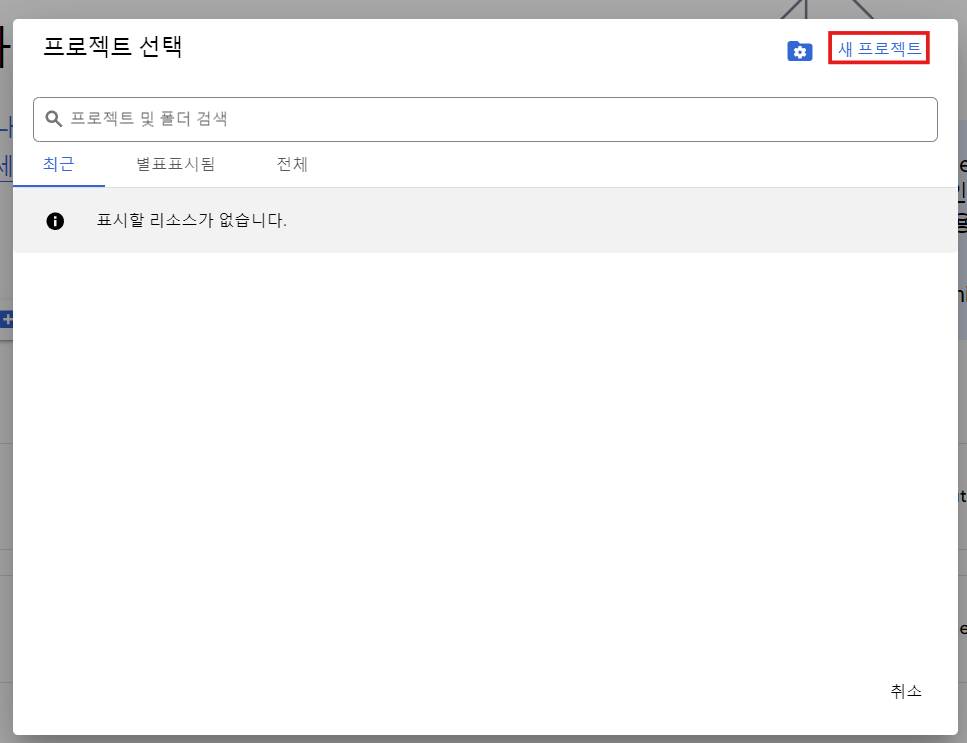 프로젝트 선택
새 프로젝트
프로젝트 및 폴더 검색
최근 별표표시됨 전체
표시할 리소스가 없습니다.
취소